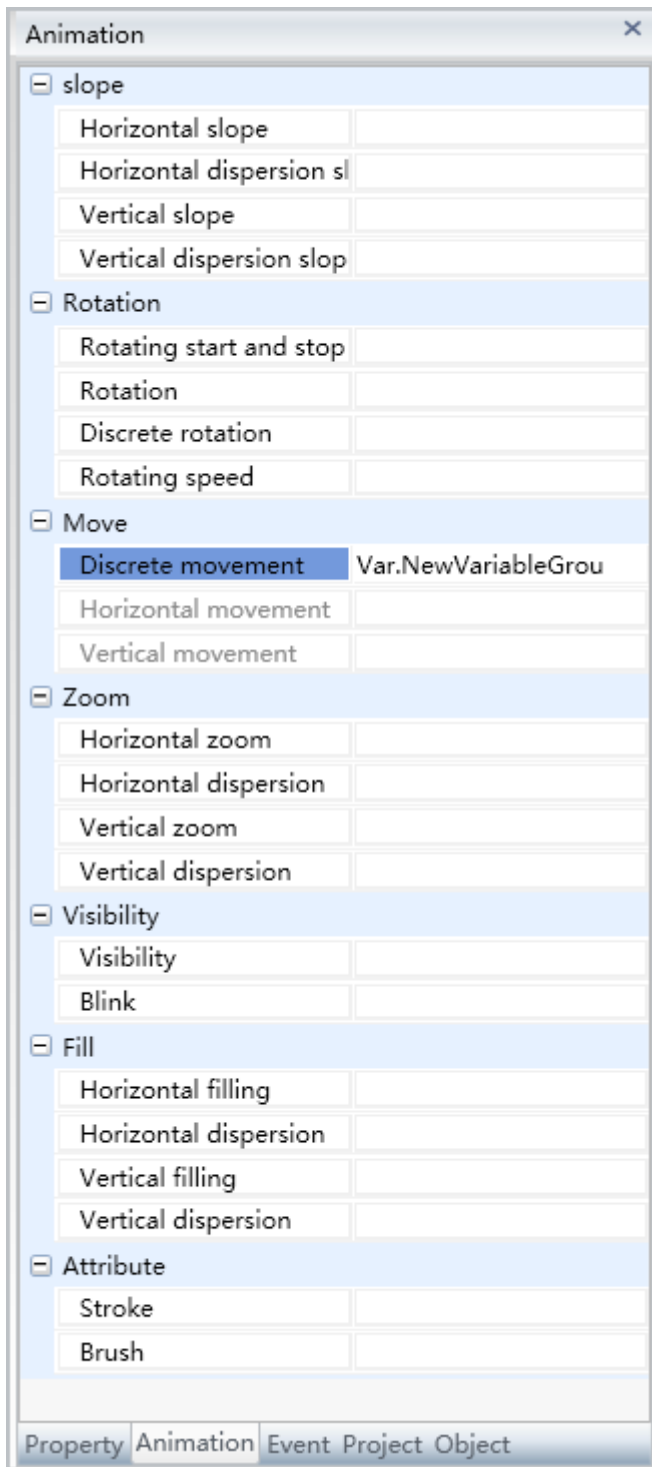 Animation
slope
Horizontal slope
Horizontal dispersion sl
Vertical slope
Vertical dispersion slop
Rotation
Rotating start and stop
Rotation
Discrete rotation
Rotating speed
Move
Discrete movement Var.NewVariableGrou
Horizontal movement
Vertical movement
Zoom
Horizontal zoom
Horizontal dispersion
Vertical zoom
Vertical dispersion
Visibility
Visibility
Blink
Fill
Horizontal filling
Horizontal dispersion
Vertical filling
Vertical dispersion
Attribute
Stroke
Brush
Property Animation Event Project Object